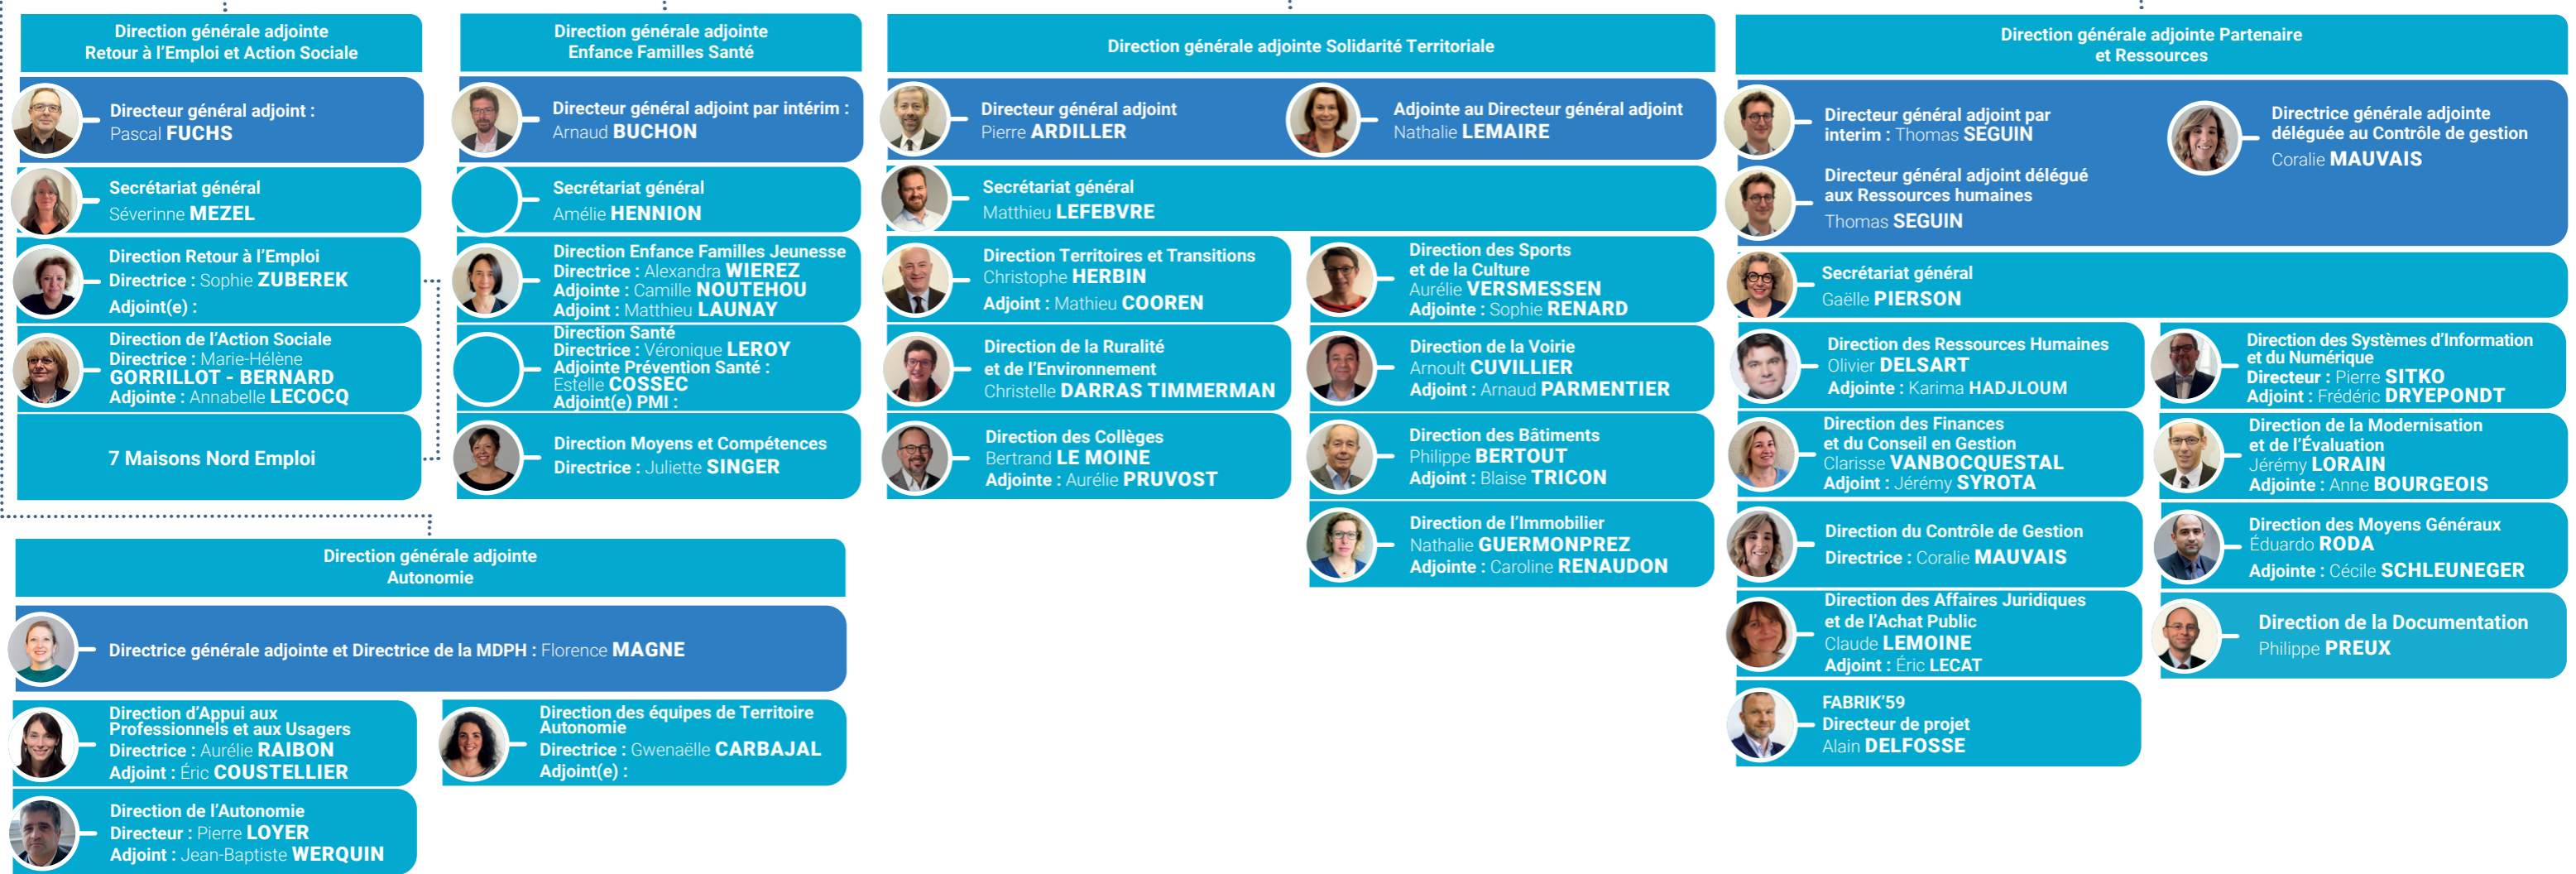 Direction générale adjointe
Retour à l'Emploi et Action Sociale
Directeur général adjoint :
Pascal FUCHS
Secrétariat général
Séverinne MEZEL
Direction Retour à l'Emploi
Directrice : Sophie ZUBEREK
Adjoint(e) :
Direction de l'Action Sociale
Directrice : Marie-Hélène
GORRILLOT - BERNARD
Adjointe : Annabelle LECOCQ
7 Maisons Nord Emploi
Direction générale adjointe
Enfance Familles Santé
Directeur général adjoint par intérim :
Arnaud BUCHON
Secrétariat général
Amélie HENNION
Direction Enfance Familles Jeunesse
Directrice : Alexandra WIEREZ
Adjointe : Camille NOUTEHOU
Adjoint : Matthieu LAUNAY
Direction Santé
Directrice : Véronique LEROY
Adjointe Prévention Santé :
Estelle COSSEC
Adjoint(e) PMI :
Direction Moyens et Compétences
Directrice : Juliette SINGER
Direction générale adjointe Solidarité Territoriale
Directeur général adjoint
Pierre ARDILLER
Adjointe au Directeur général adjoint
Nathalie LEMAIRE
Secrétariat général
Matthieu LEFEBVRE
Direction Territoires et Transitions
Christophe HERBIN
Adjoint : Mathieu COOREN
Direction de la Ruralité
et de l'Environnement
Christelle DARRAS TIMMERMAN
Direction des Collèges
Bertrand LE MOINE
Adjointe : Aurélie PRUVOST
Direction des Sports
et de la Culture
Aurélie VERSMESSEN
Adjointe : Sophie RENARD
Direction de la Voirie
Arnoult CUVILLIER
Adjoint : Arnaud PARMENTIER
Direction des Bâtiments
Philippe BERTOUT
Adjoint : Blaise TRICON
Direction de l'Immobilier
Nathalie GUERMONPREZ
Adjointe : Caroline RENAUDON
Direction générale adjointe Partenaire
et Ressources
Directeur général adjoint par
interim : Thomas SEGUIN
Directeur général adjoint délégué
aux Ressources humaines
Thomas SEGUIN
Directrice générale adjointe
déléguée au Contrôle de gestion
Coralie MAUVAIS
Secrétariat général
Gaëlle PIERSON
Direction des Ressources Humaines
Olivier DELSART
Adjointe : Karima HADJLOUM
Direction des Finances
et du Conseil en Gestion
Clarisse VANBOCQUESTAL
Adjoint : Jérémy SYROTA
Direction du Contrôle de Gestion
Directrice : Coralie MAUVAIS
Direction des Affaires Juridiques
et de l'Achat Public
Claude LEMOINE
Adjoint : Éric LECAT
FABRIK'59
Directeur de projet
Alain DELFOSSE
Direction des Systèmes d'Information
et du Numérique
Directeur : Pierre SITKO
Adjoint : Frédéric DRYEPONDT
Direction de la Modernisation
et de l'Évaluation
Jérémy LORAIN
Adjointe : Anne BOURGEOIS
Direction des Moyens Généraux
Éduardo RODA
Adjointe : Cécile SCHLEUNEGER
Direction de la Documentation
Philippe PREUX
Direction générale adjointe
Autonomie
Directrice générale adjointe et Directrice de la MDPH : Florence MAGNE
Direction d'Appui aux
Professionnels et aux Usagers
Directrice : Aurélie RAIBON
Adjoint : Éric COUSTELLIER
Direction des équipes de Territoire
Autonomie
Directrice : Gwenaëlle CARBAJAL
Adjoint(e) :
Direction de l'Autonomie
Directeur : Pierre LOYER
Adjoint : Jean-Baptiste WERQUIN